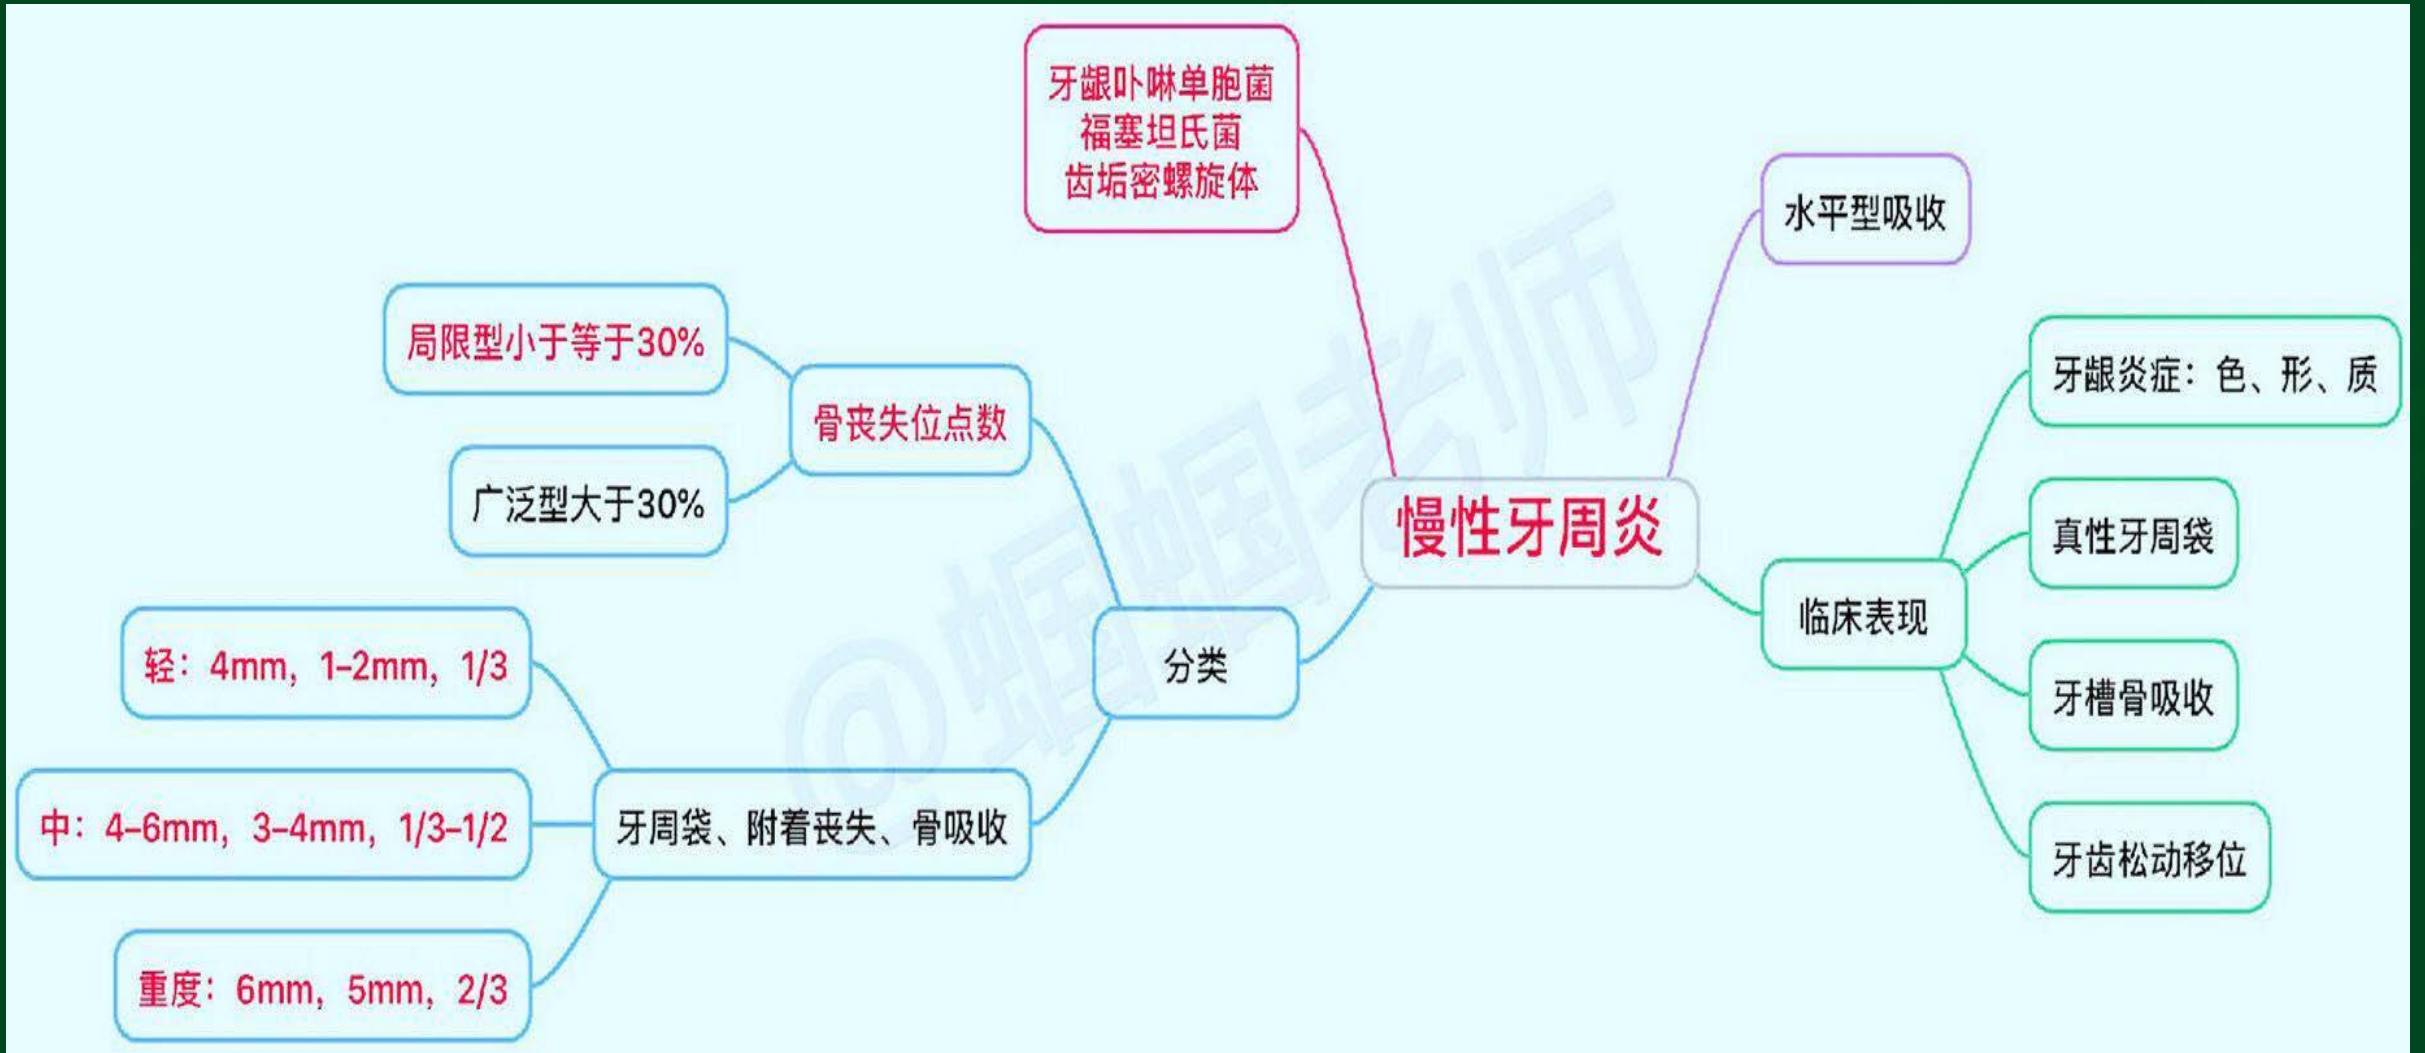 牙龈卟啉单胞菌
福塞坦氏菌
齿垢密螺旋体
水平型吸收
局限型小于等于30%
骨丧失位点数
广泛型大于30%
慢性牙周炎
牙龈炎症：色、形、质
真性牙周袋
临床表现
牙槽骨吸收
牙齿松动移位
分类
轻：4mm，1–2mm，1/3
中：4–6mm，3–4mm，1/3–1/2
牙周袋、附着丧失、骨吸收
重度：6mm，5mm，2/3
@蝈蝈老师